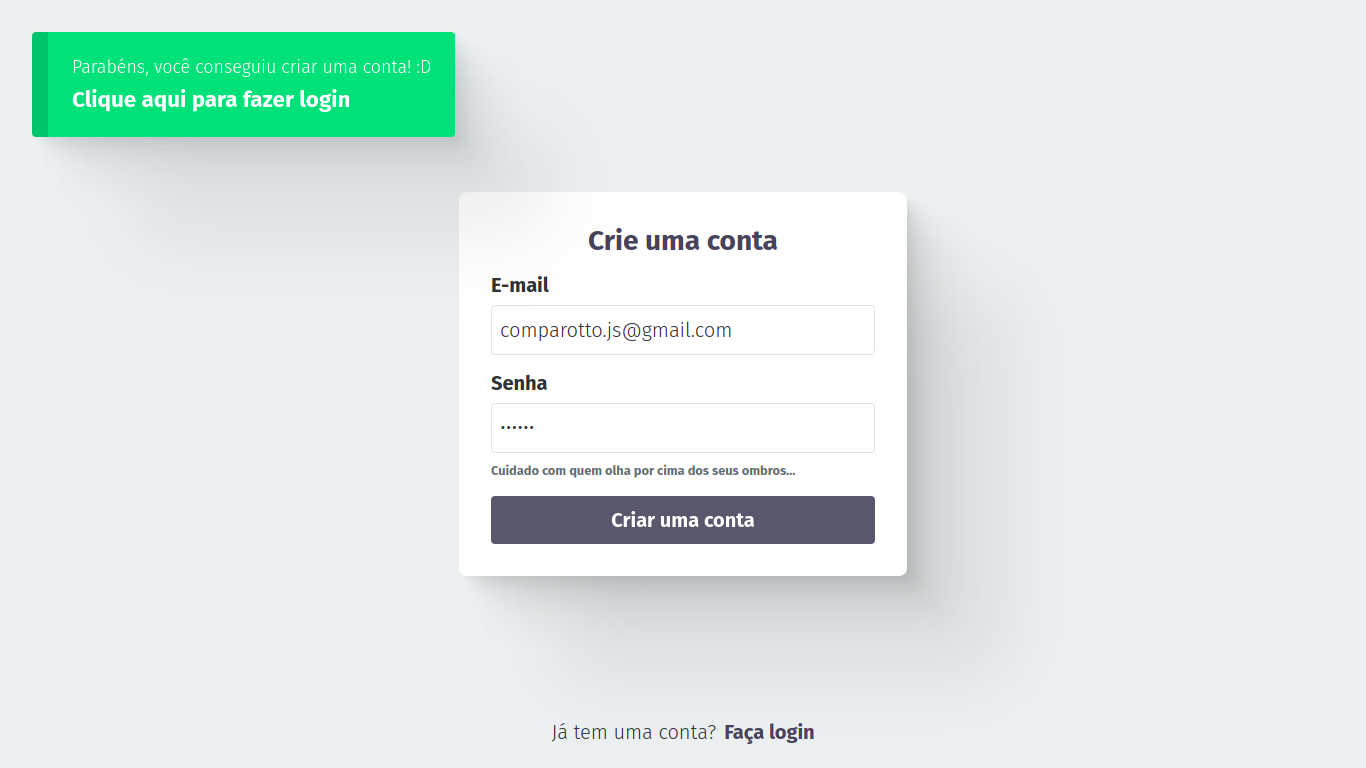 Parabéns, você conseguiu criar uma conta! :D
Clique aqui para fazer login
Crie uma conta
E-mail
comparotto.js@gmail.com
Senha
••••••
Cuidado com quem olha por cima dos seus ombros...
Criar uma conta
Já tem uma conta? Faça login